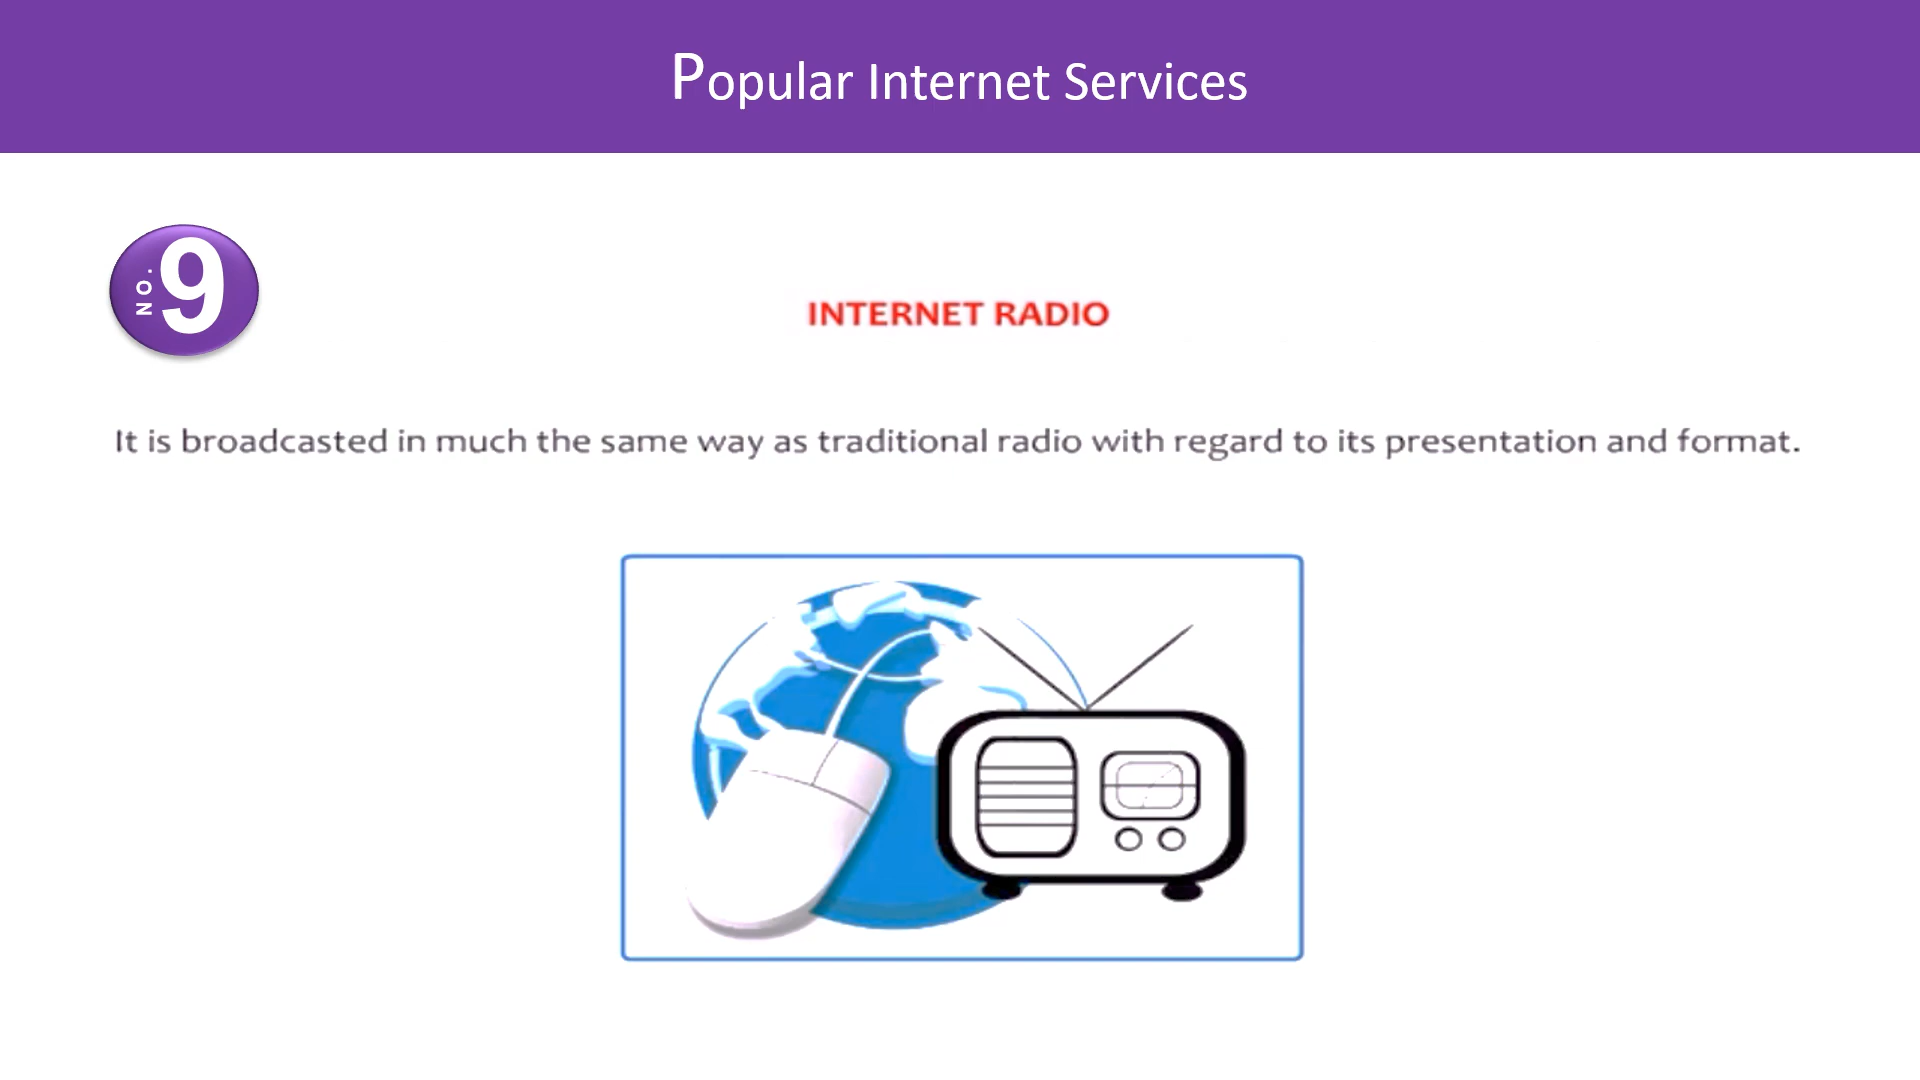 Popular Internet Services
NO. 9
INTERNET RADIO
It is broadcasted in much the same way as traditional radio with regard to its presentation and format.